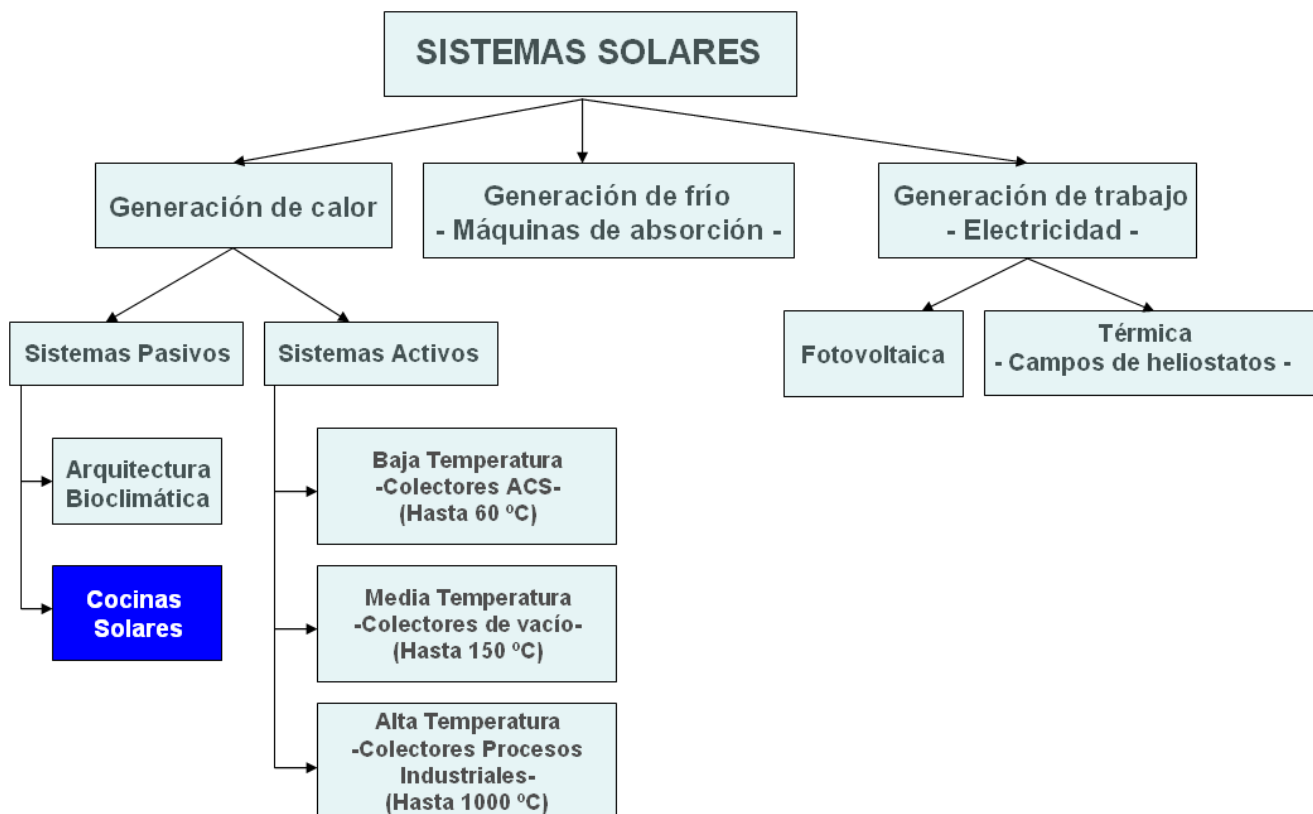 SISTEMAS SOLARES
Generación de calor
Generación de frío
- Máquinas de absorción -
Generación de trabajo
- Electricidad -
Sistemas Pasivos
Sistemas Activos
Fotovoltaica
Térmica
- Campos de heliostatos -
Arquitectura
Bioclimática
Cocinas
Solares
Baja Temperatura
-Colectores ACS-
(Hasta 60 ºC)
Media Temperatura
-Colectores de vacío-
(Hasta 150 ºC)
Alta Temperatura
-Colectores Procesos
Industriales-
(Hasta 1000 ºC)